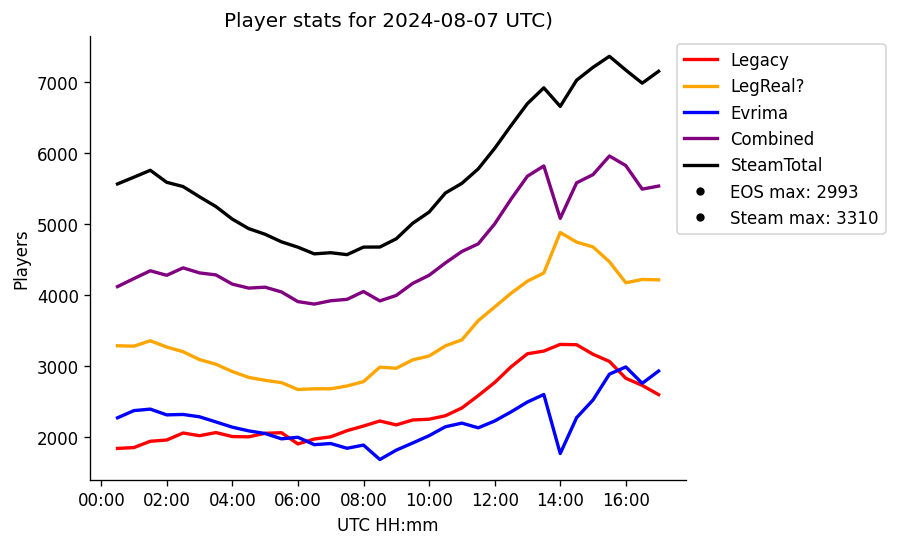 Player stats for 2024-08-07 UTC)
Players
7000
6000
5000
4000
3000
2000
00:00 02:00 04:00 06:00 08:00 10:00 12:00 14:00 16:00
UTC HH:mm
Legacy
LegReal?
Evrima
Combined
SteamTotal
EOS max: 2993
Steam max: 3310